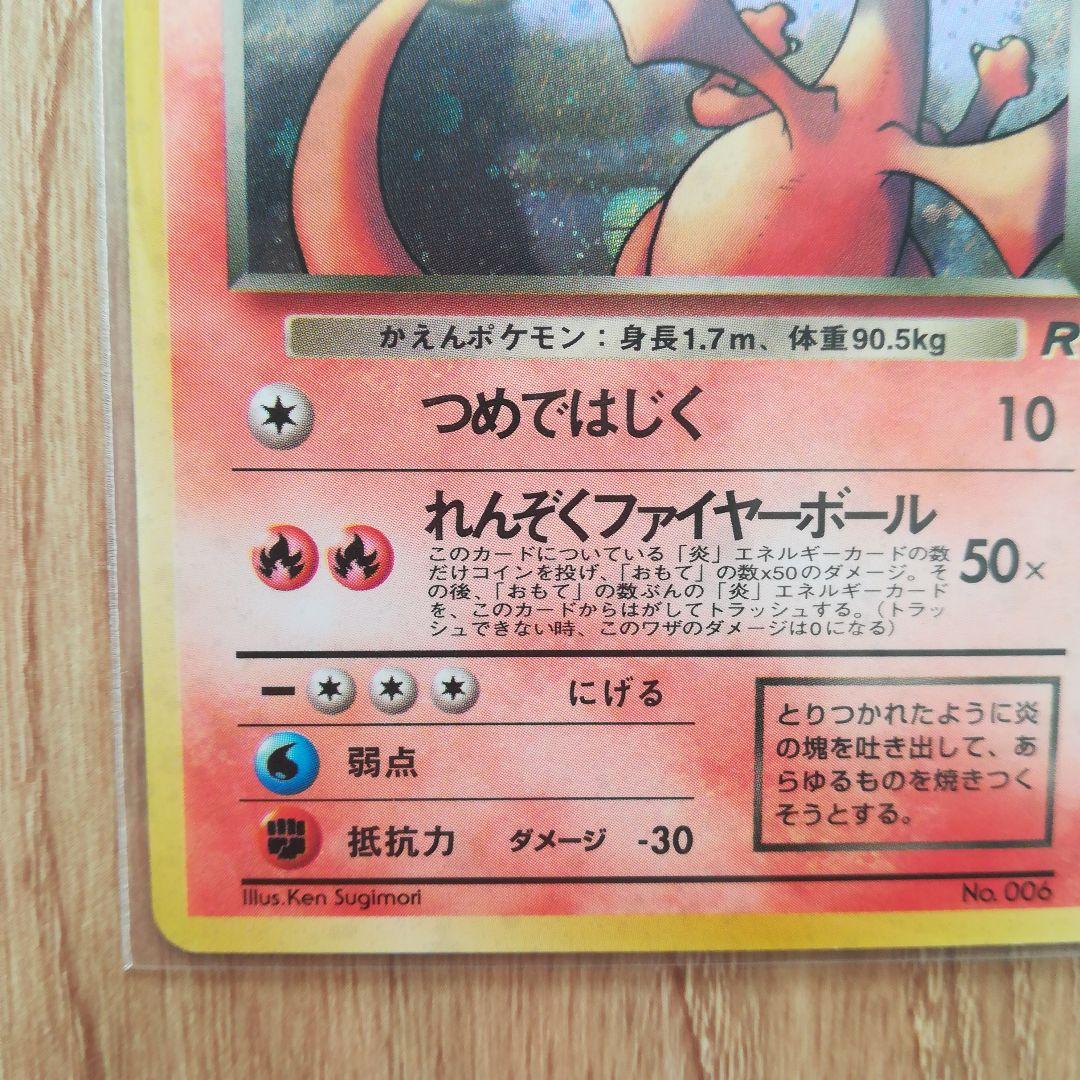 かえんポケモン：身長1.7m、体重90.5kg
R
つめではじく 10
れんぞくファイヤーボール
このカードについている「炎」エネルギーカードの数
だけコインを投げ、「おもて」の数x50のダメージ。そ
の後、「おもて」の数ぶんの「炎」エネルギーカード
を、このカードからはがしてトラッシュする。（トラッ
シュできない時、このワザのダメージは0になる）
50×
ー にげる
弱点
抵抗力 ダメージ -30
とりつかれたように炎
の塊を吐き出して、あ
らゆるものを焼きつく
そうとする。
Illus.Ken Sugimori
No. 006